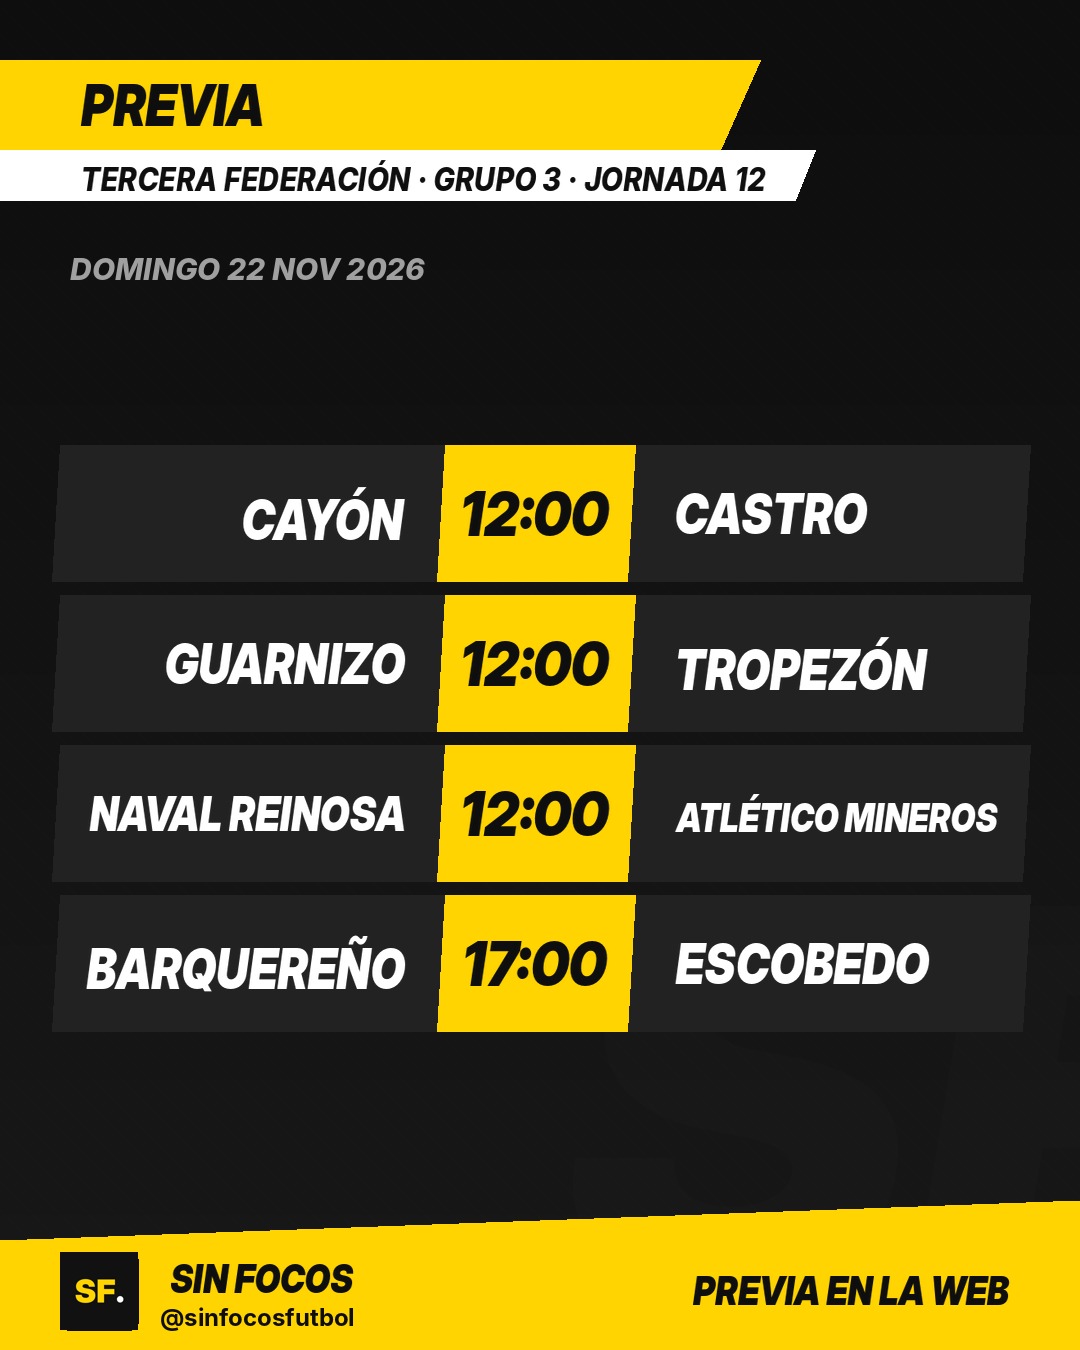 PREVIA
TERCERA FEDERACIÓN · GRUPO 3 · JORNADA 12
DOMINGO 22 NOV 2026
CAYÓN 12:00 CASTRO
GUARNIZO 12:00 TROPEZÓN
NAVAL REINOSA 12:00 ATLÉTICO MINEROS
BARQUEREÑO 17:00 ESCOBEDO
SF
SF. SIN FOCOS
@sinfocosfutbol
PREVIA EN LA WEB